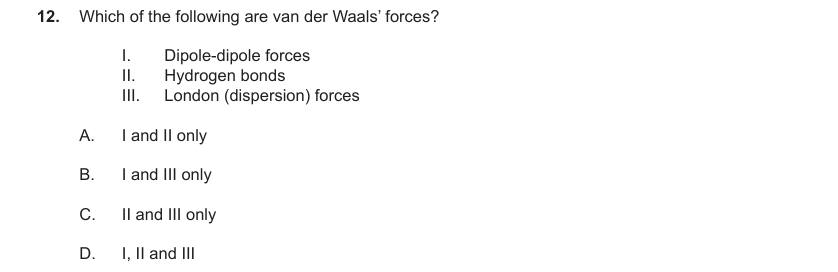 12. Which of the following are van der Waals’ forces?
I. Dipole-dipole forces
II. Hydrogen bonds
III. London (dispersion) forces
A. I and II only
B. I and III only
C. II and III only
D. I, II and III